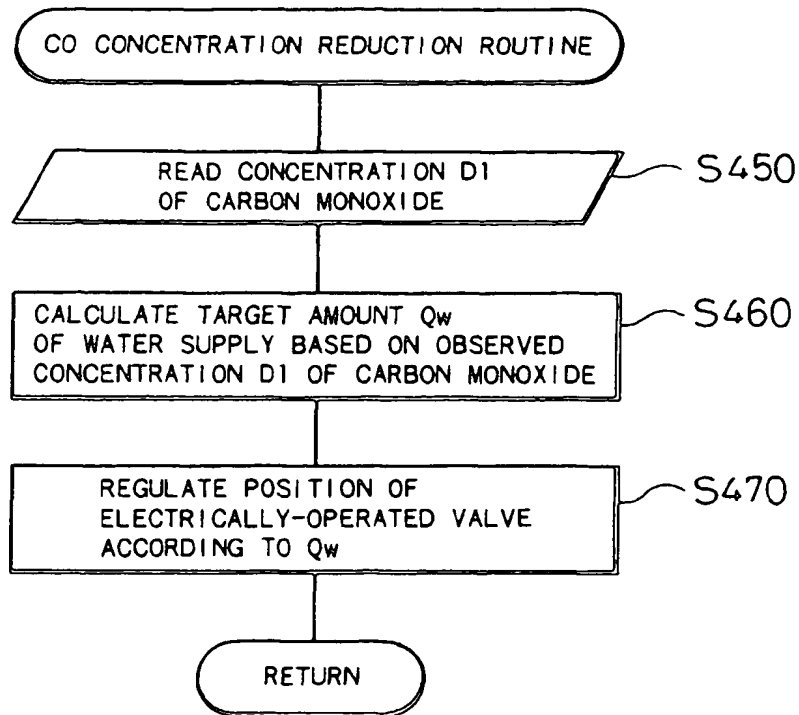 CO CONCENTRATION REDUCTION ROUTINE
READ CONCENTRATION D1
OF CARBON MONOXIDE
S450
CALCULATE TARGET AMOUNT Qw
OF WATER SUPPLY BASED ON OBSERVED
CONCENTRATION D1 OF CARBON MONOXIDE
S460
REGULATE POSITION OF
ELECTRICALLY-OPERATED VALVE
ACCORDING TO Qw
S470
RETURN